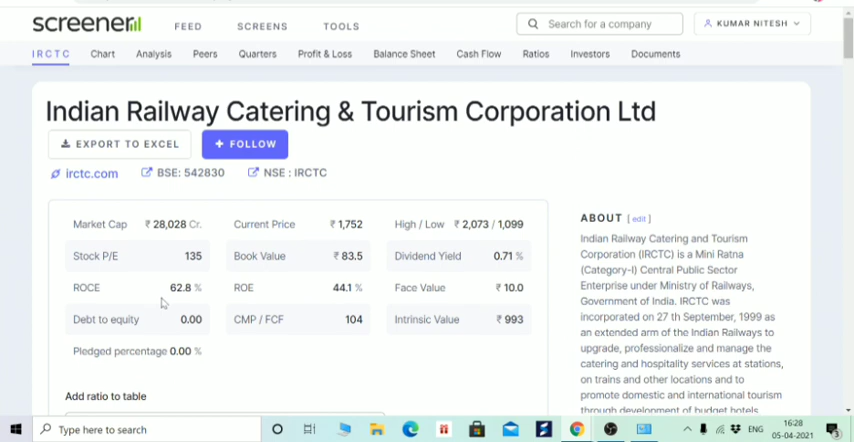 screener
FEED SCREENS TOOLS
Search for a company
KUMAR NITESH
IRCTC Chart Analysis Peers Quarters Profit & Loss Balance Sheet Cash Flow Ratios Investors Documents
Indian Railway Catering & Tourism Corporation Ltd
EXPORT TO EXCEL
+ FOLLOW
irctc.com BSE: 542830 NSE : IRCTC
Market Cap ₹ 28,028 Cr. Current Price ₹ 1,752 High / Low ₹ 2,073 / 1,099
Stock P/E 135 Book Value ₹ 83.5 Dividend Yield 0.71 %
ROCE 62.8 % ROE 44.1 % Face Value ₹ 10.0
Debt to equity 0.00 CMP / FCF 104 Intrinsic Value ₹ 993
Pledged percentage 0.00 %
Add ratio to table
ABOUT [ edit ]
Indian Railway Catering and Tourism
Corporation (IRCTC) is a Mini Ratna
(Category-I) Central Public Sector
Enterprise under Ministry of Railways,
Government of India. IRCTC was
incorporated on 27 th September, 1999 as
an extended arm of the Indian Railways to
upgrade, professionalize and manage the
catering and hospitality services at stations,
on trains and other locations and to
promote domestic and international tourism
through development of budget hotels
Type here to search
ENG
16:28
05-04-2021
3